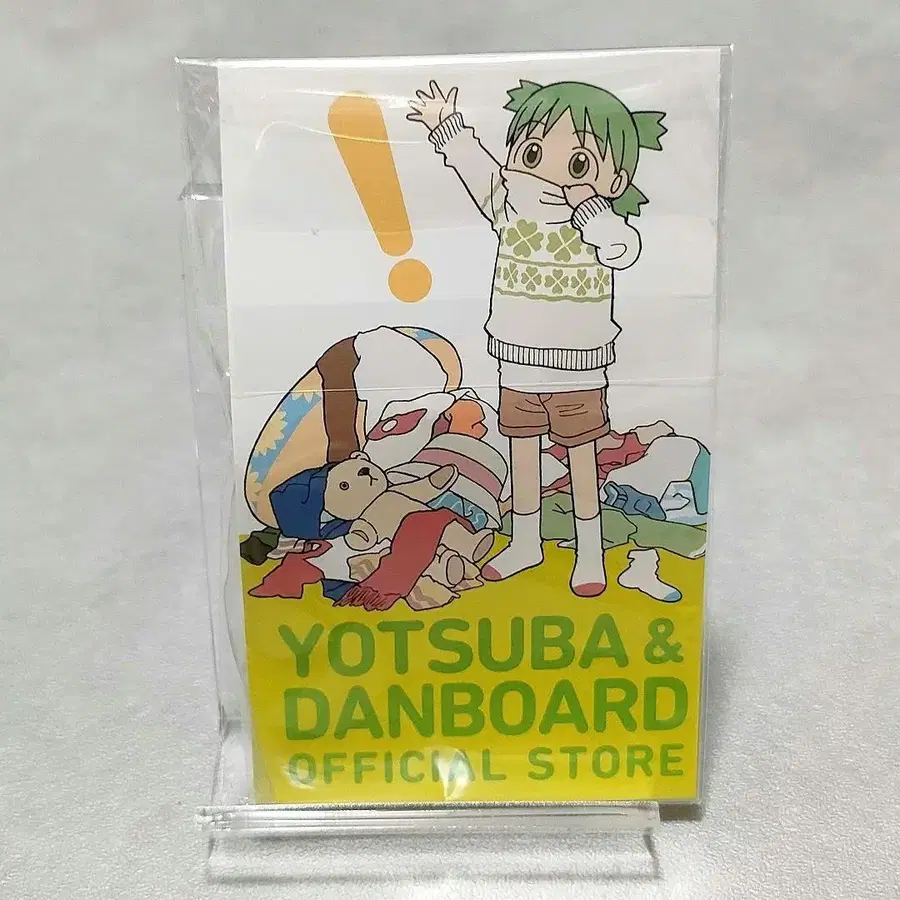 !
YOTSUBA &
DANBOARD
OFFICIAL STORE